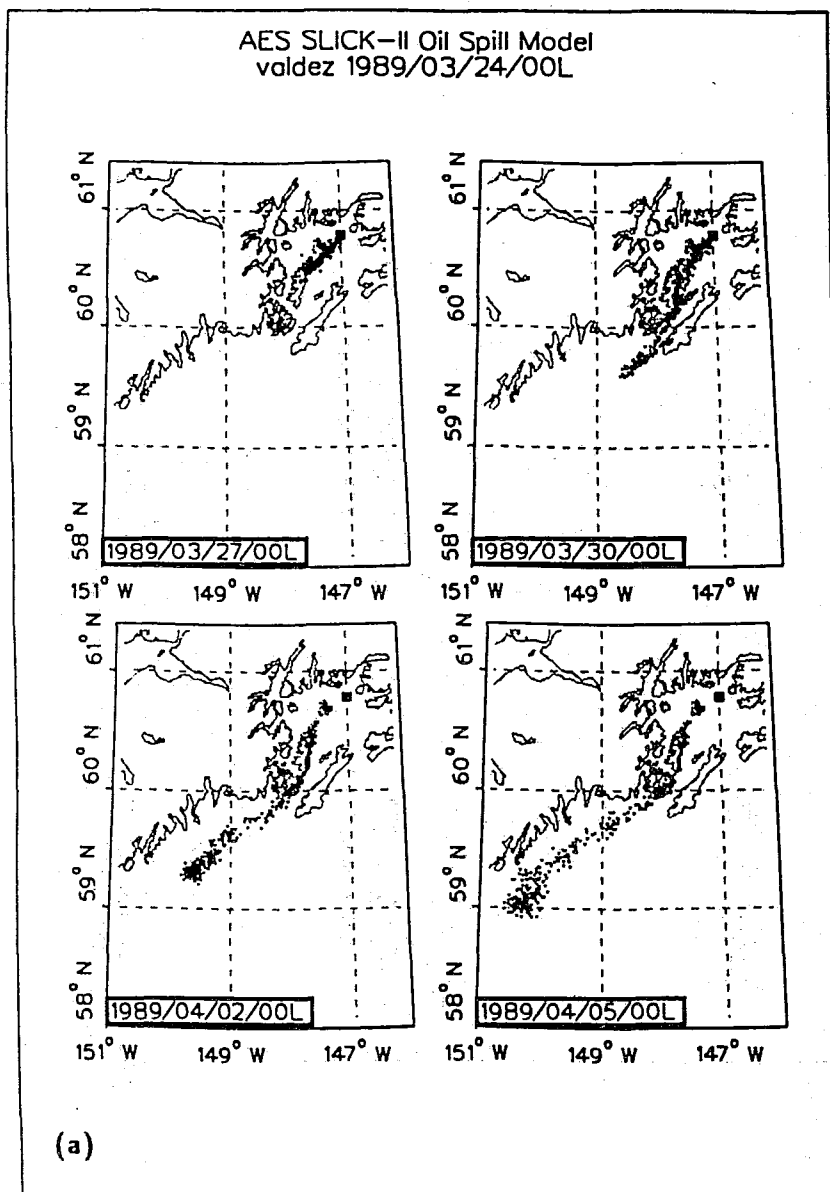 AES SLICK-II Oil Spill Model
valdez 1989/03/24/00L
61° N
60° N
59° N
58° N
1989/03/27/00L
151° W
149° W
147° W
61° N
60° N
59° N
58° N
1989/03/30/00L
151° W
149° W
147° W
61° N
60° N
59° N
58° N
1989/04/02/00L
151° W
149° W
147° W
61° N
60° N
59° N
58° N
1989/04/05/00L
151° W
149° W
147° W
(a)